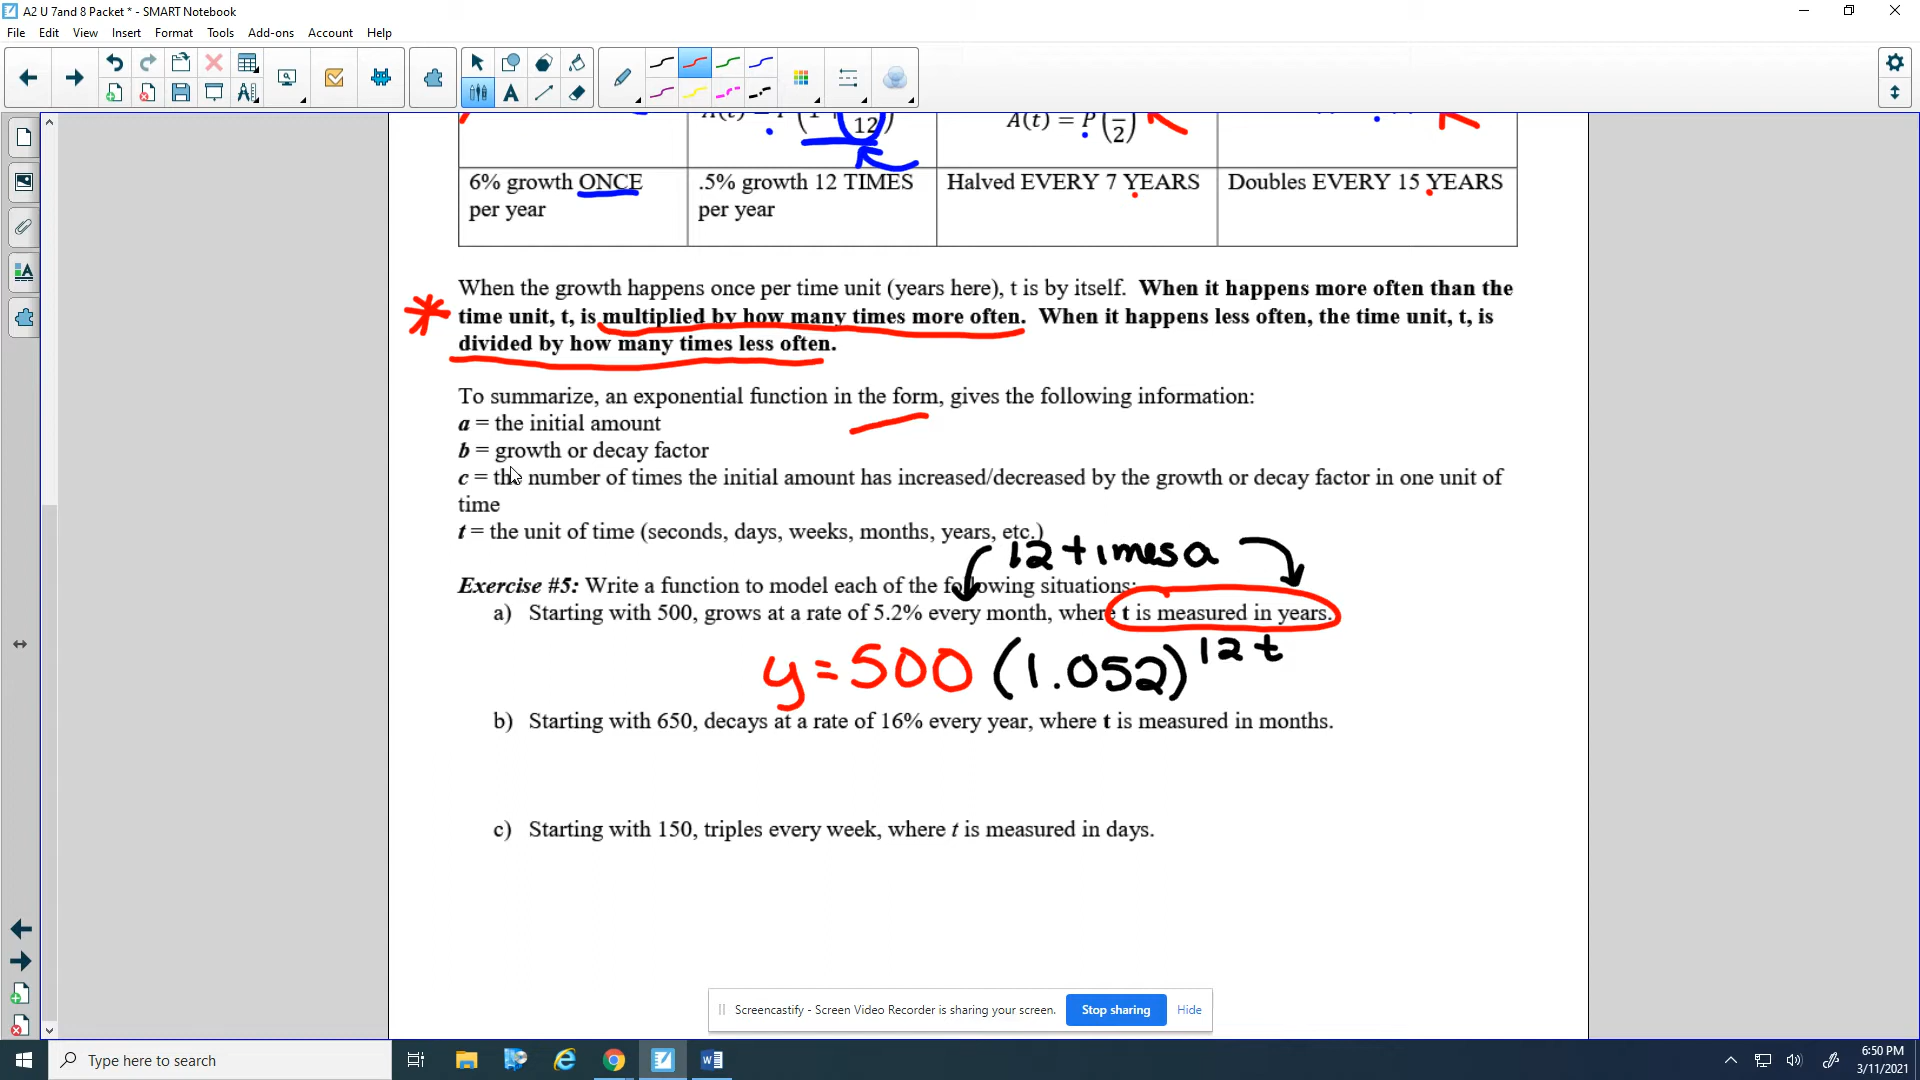 A2 U 7and 8 Packet * - SMART Notebook
File Edit View Insert Format Tools Add-ons Account Help
12
A(t) = P ( /2)
6% growth ONCE per year
.5% growth 12 TIMES per year
Halved EVERY 7 YEARS
Doubles EVERY 15 YEARS
When the growth happens once per time unit (years here), t is by itself. When it happens more often than the
time unit, t, is multiplied by how many times more often. When it happens less often, the time unit, t, is
divided by how many times less often.
To summarize, an exponential function in the form, gives the following information:
a = the initial amount
b = growth or decay factor
c = the number of times the initial amount has increased/decreased by the growth or decay factor in one unit of
time
t = the unit of time (seconds, days, weeks, months, years, etc.)
12 times a
Exercise #5: Write a function to model each of the following situations:
a) Starting with 500, grows at a rate of 5.2% every month, where t is measured in years.
y = 500 (1.052)^12t
b) Starting with 650, decays at a rate of 16% every year, where t is measured in months.
c) Starting with 150, triples every week, where t is measured in days.
Screencastify - Screen Video Recorder is sharing your screen. Stop sharing Hide
Type here to search
6:50 PM
3/11/2021